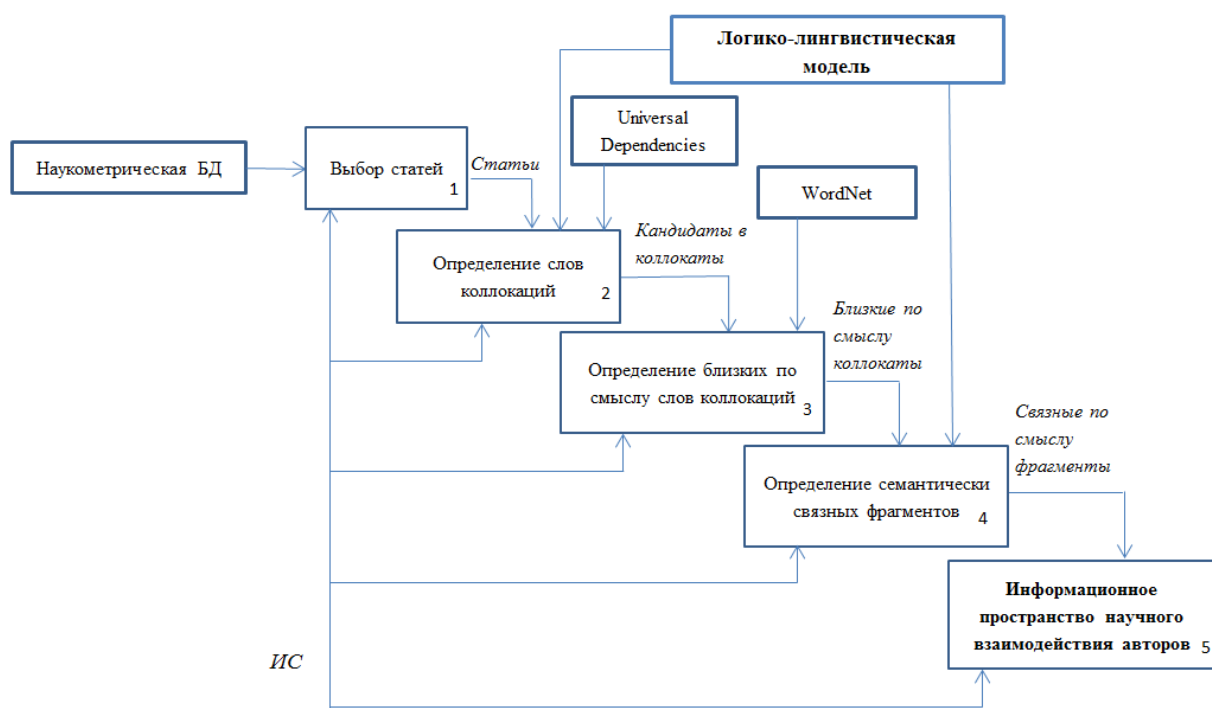 Логико-лингвистическая
модель
Universal
Dependencies
Наукометрическая БД
Выбор статей
1
Статьи
WordNet
Кандидаты в
коллокаты
Определение слов
коллокаций
2
Близкие по
смыслу
коллокаты
Определение близких по
смыслу слов коллокаций
3
Связные по
смыслу
фрагменты
Определение семантически
связных фрагментов
4
Информационное
пространство научного
взаимодействия авторов
5
ИС